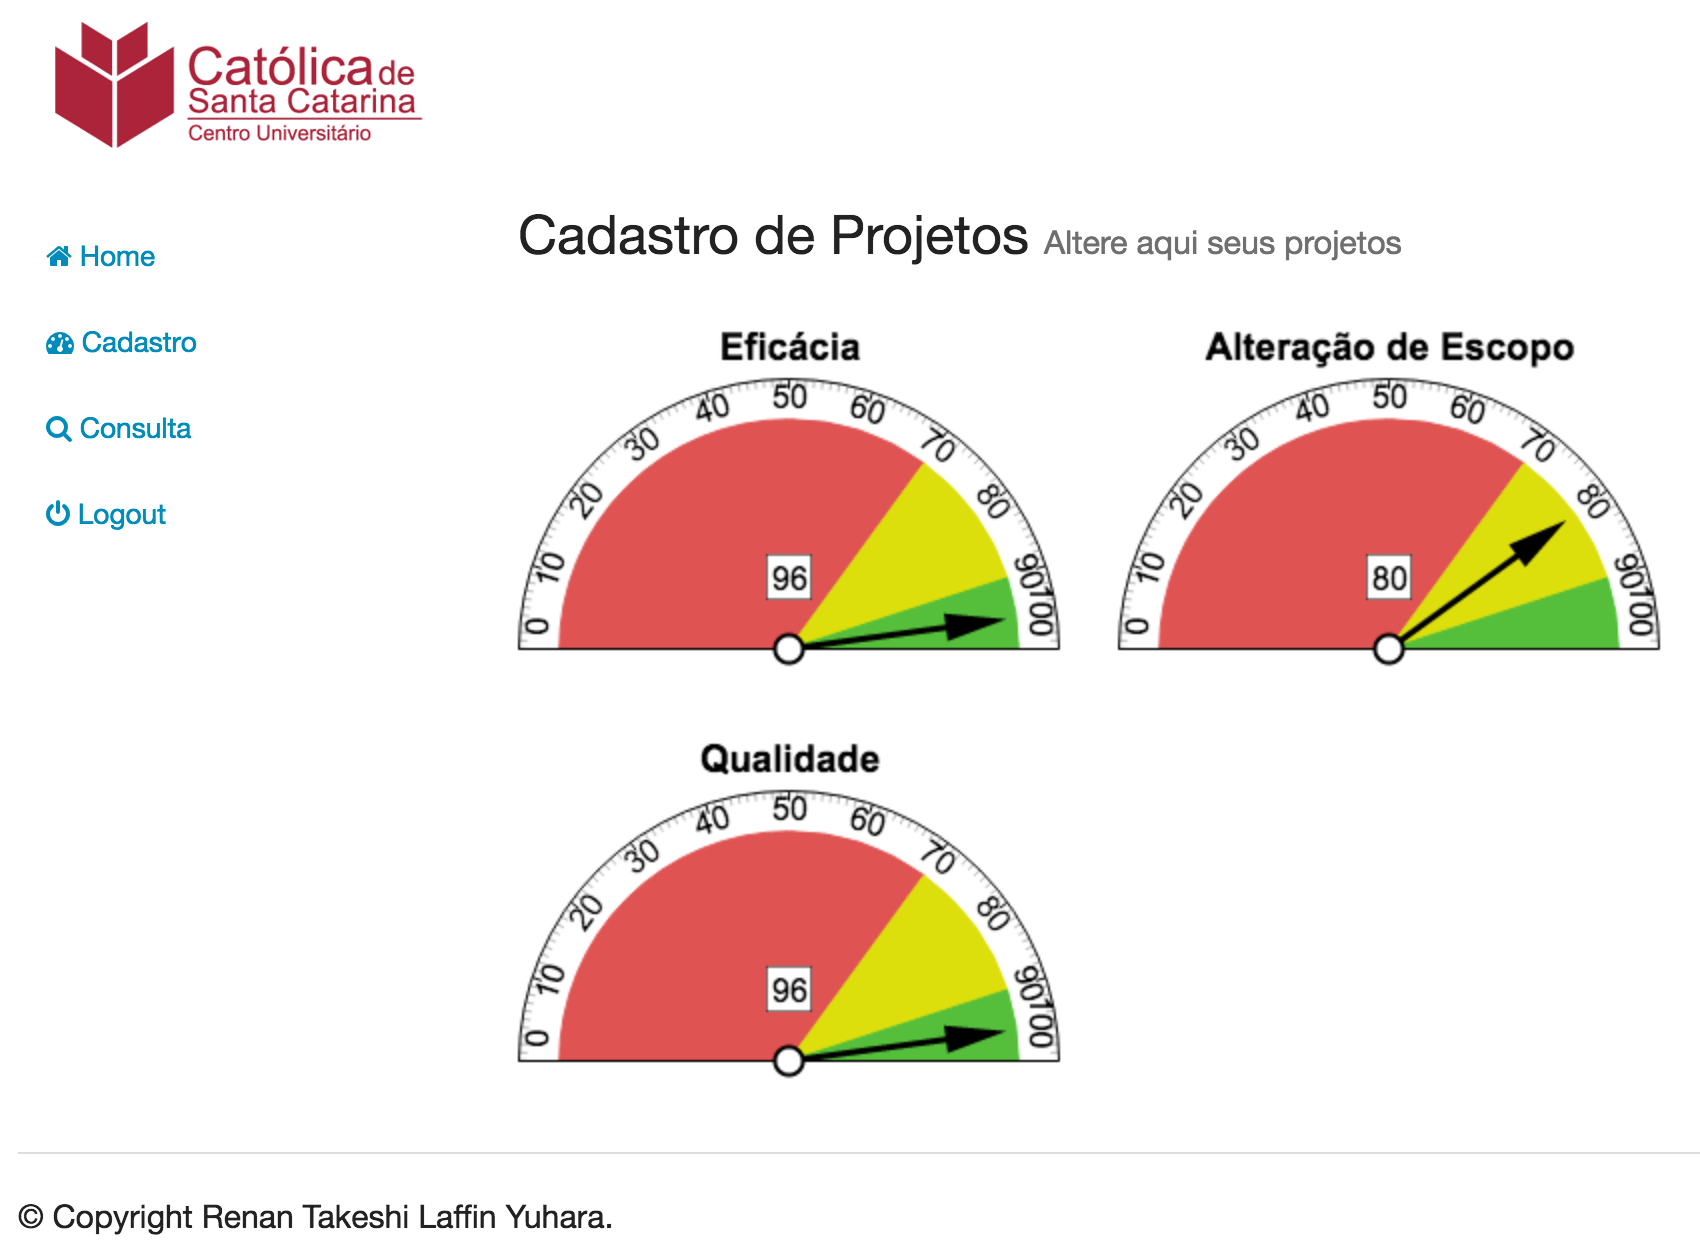 Católica de
Santa Catarina
Centro Universitário
Home
Cadastro
Consulta
Logout
Cadastro de Projetos Altere aqui seus projetos
Eficácia
0 10 20 30 40 50 60 70 80 90 100
96
Alteração de Escopo
0 10 20 30 40 50 60 70 80 90 100
80
Qualidade
0 10 20 30 40 50 60 70 80 90 100
96
© Copyright Renan Takeshi Laffin Yuhara.